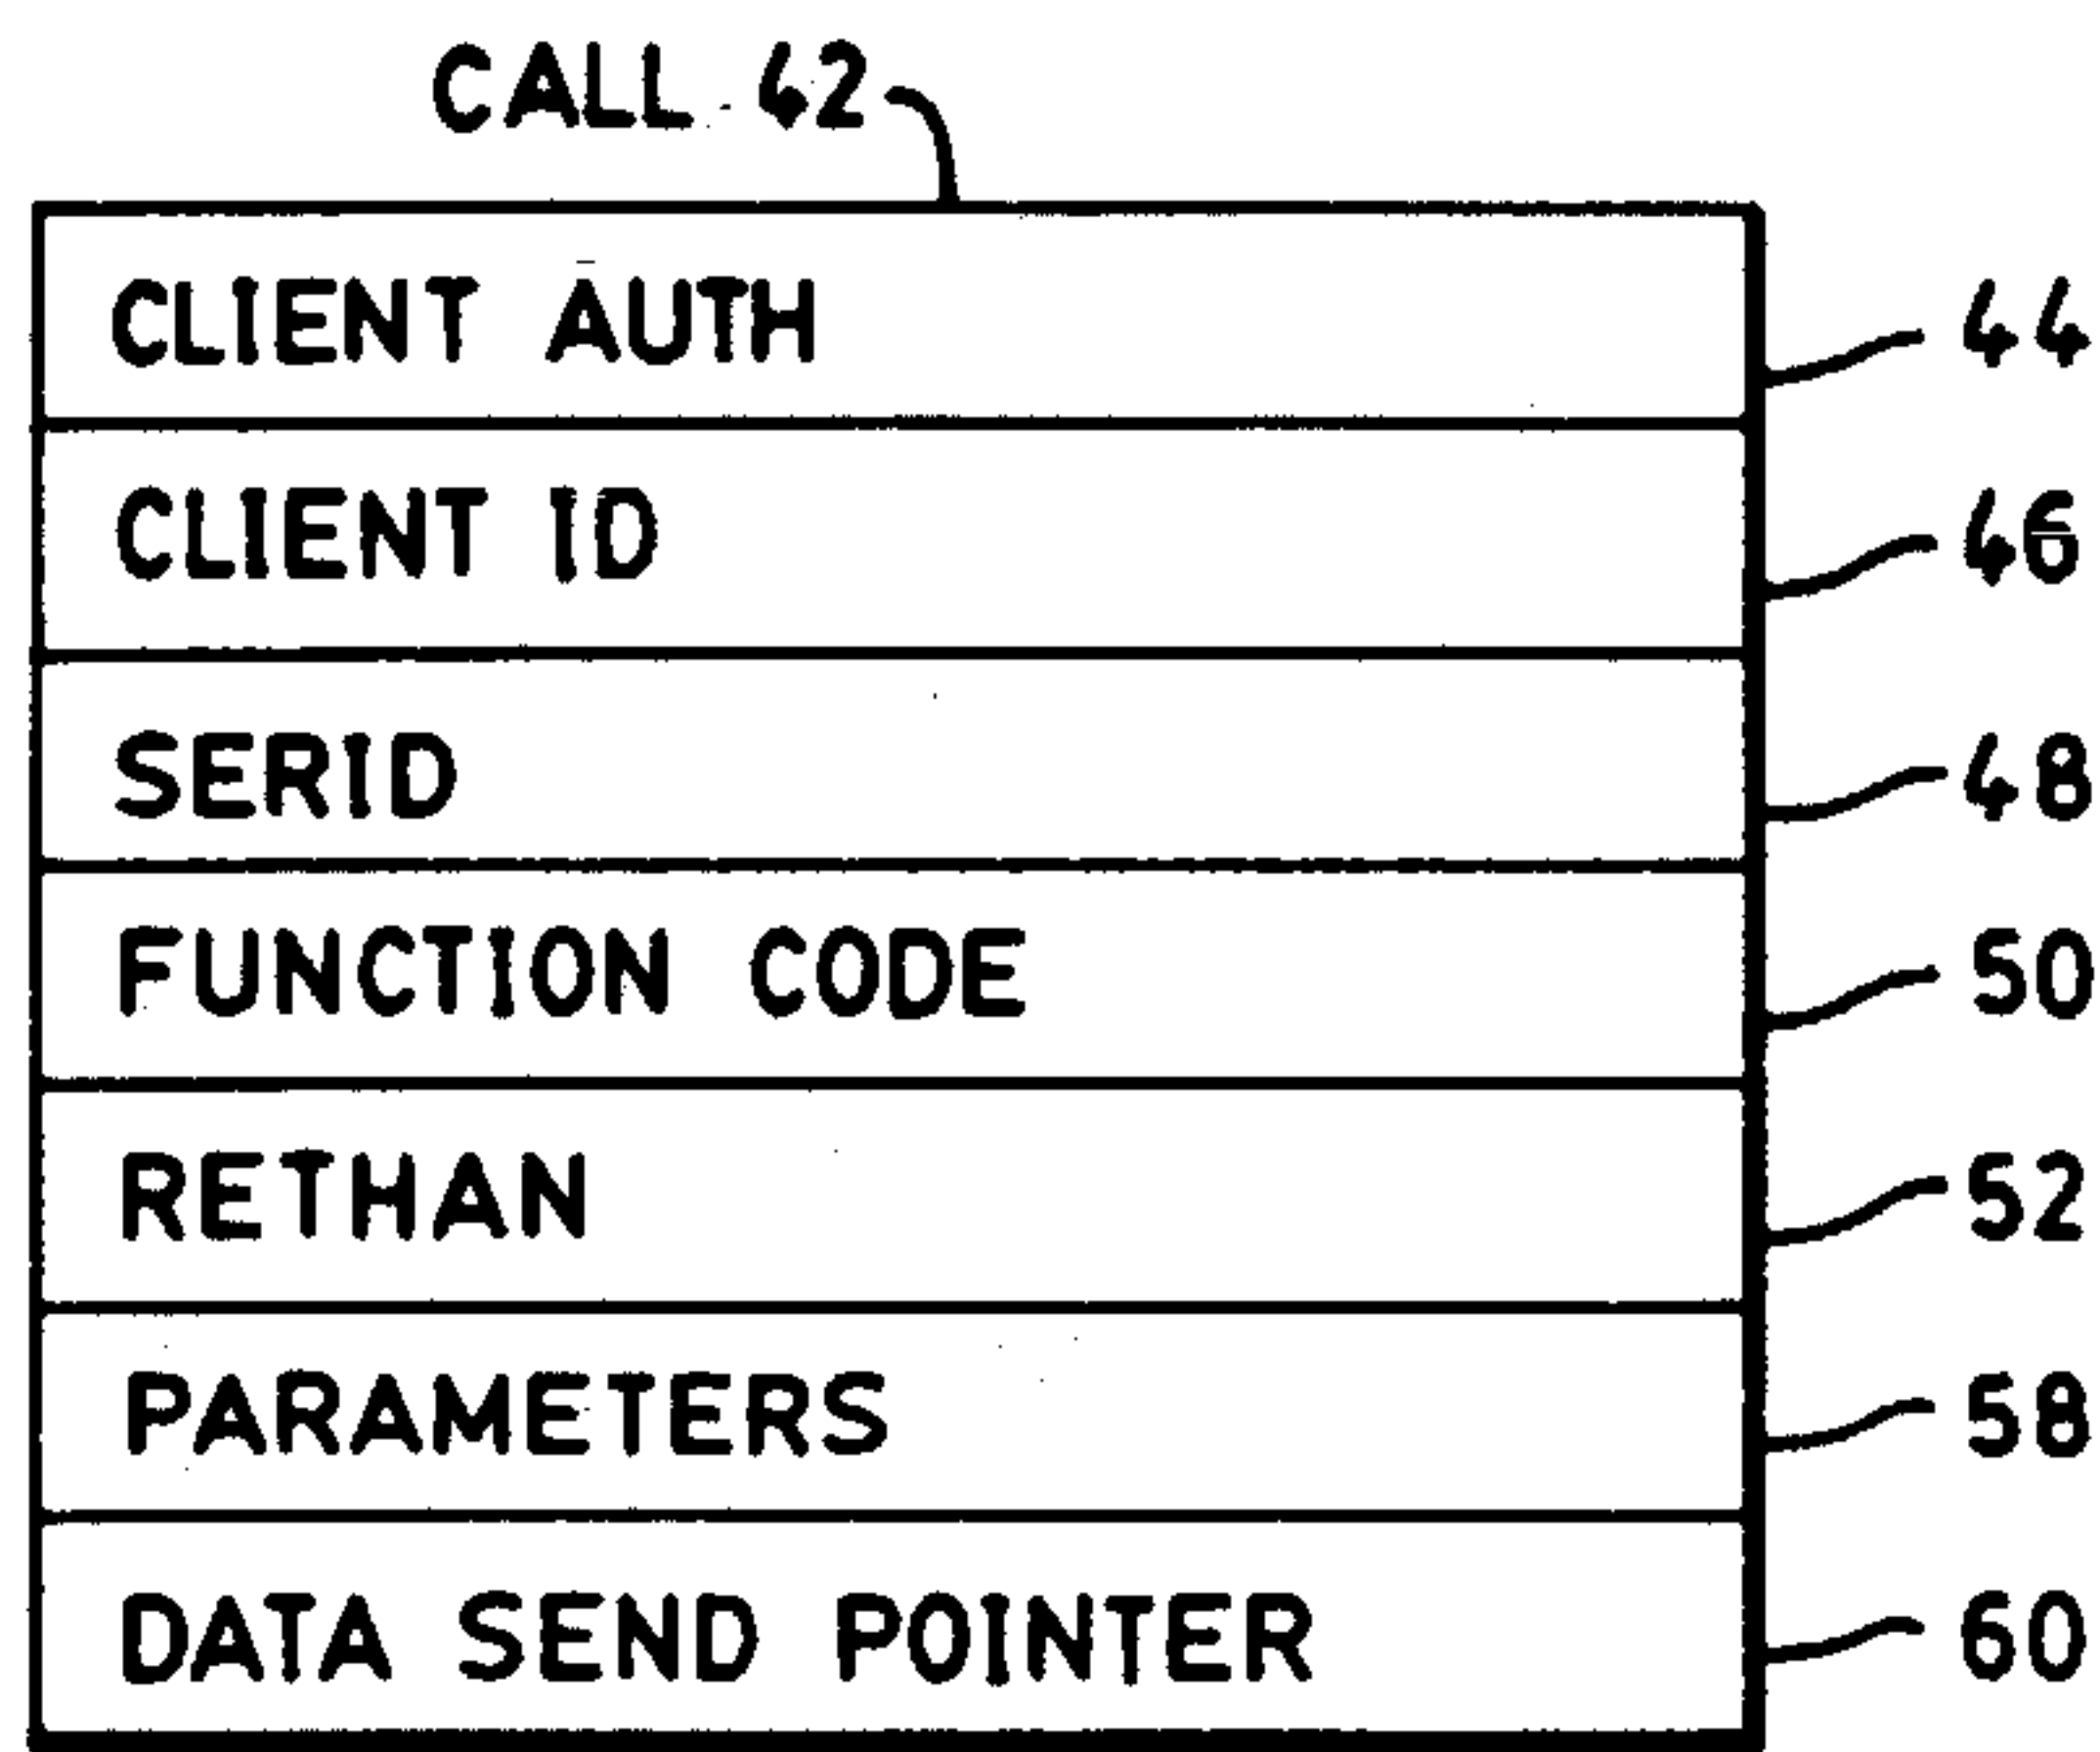 CALL 42
CLIENT AUTH 44
CLIENT ID 46
SERID 48
FUNCTION CODE 50
RETHAN 52
PARAMETERS 58
DATA SEND POINTER 60